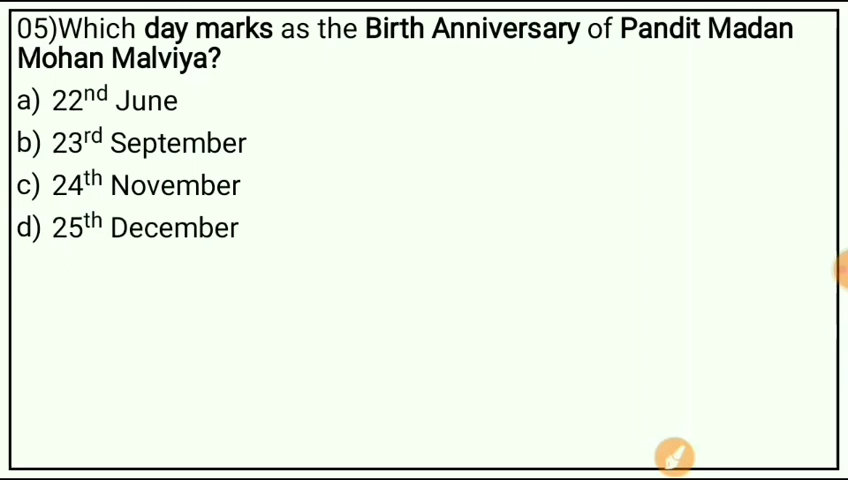 05)Which day marks as the Birth Anniversary of Pandit Madan
Mohan Malviya?
a) 22nd June
b) 23rd September
c) 24th November
d) 25th December